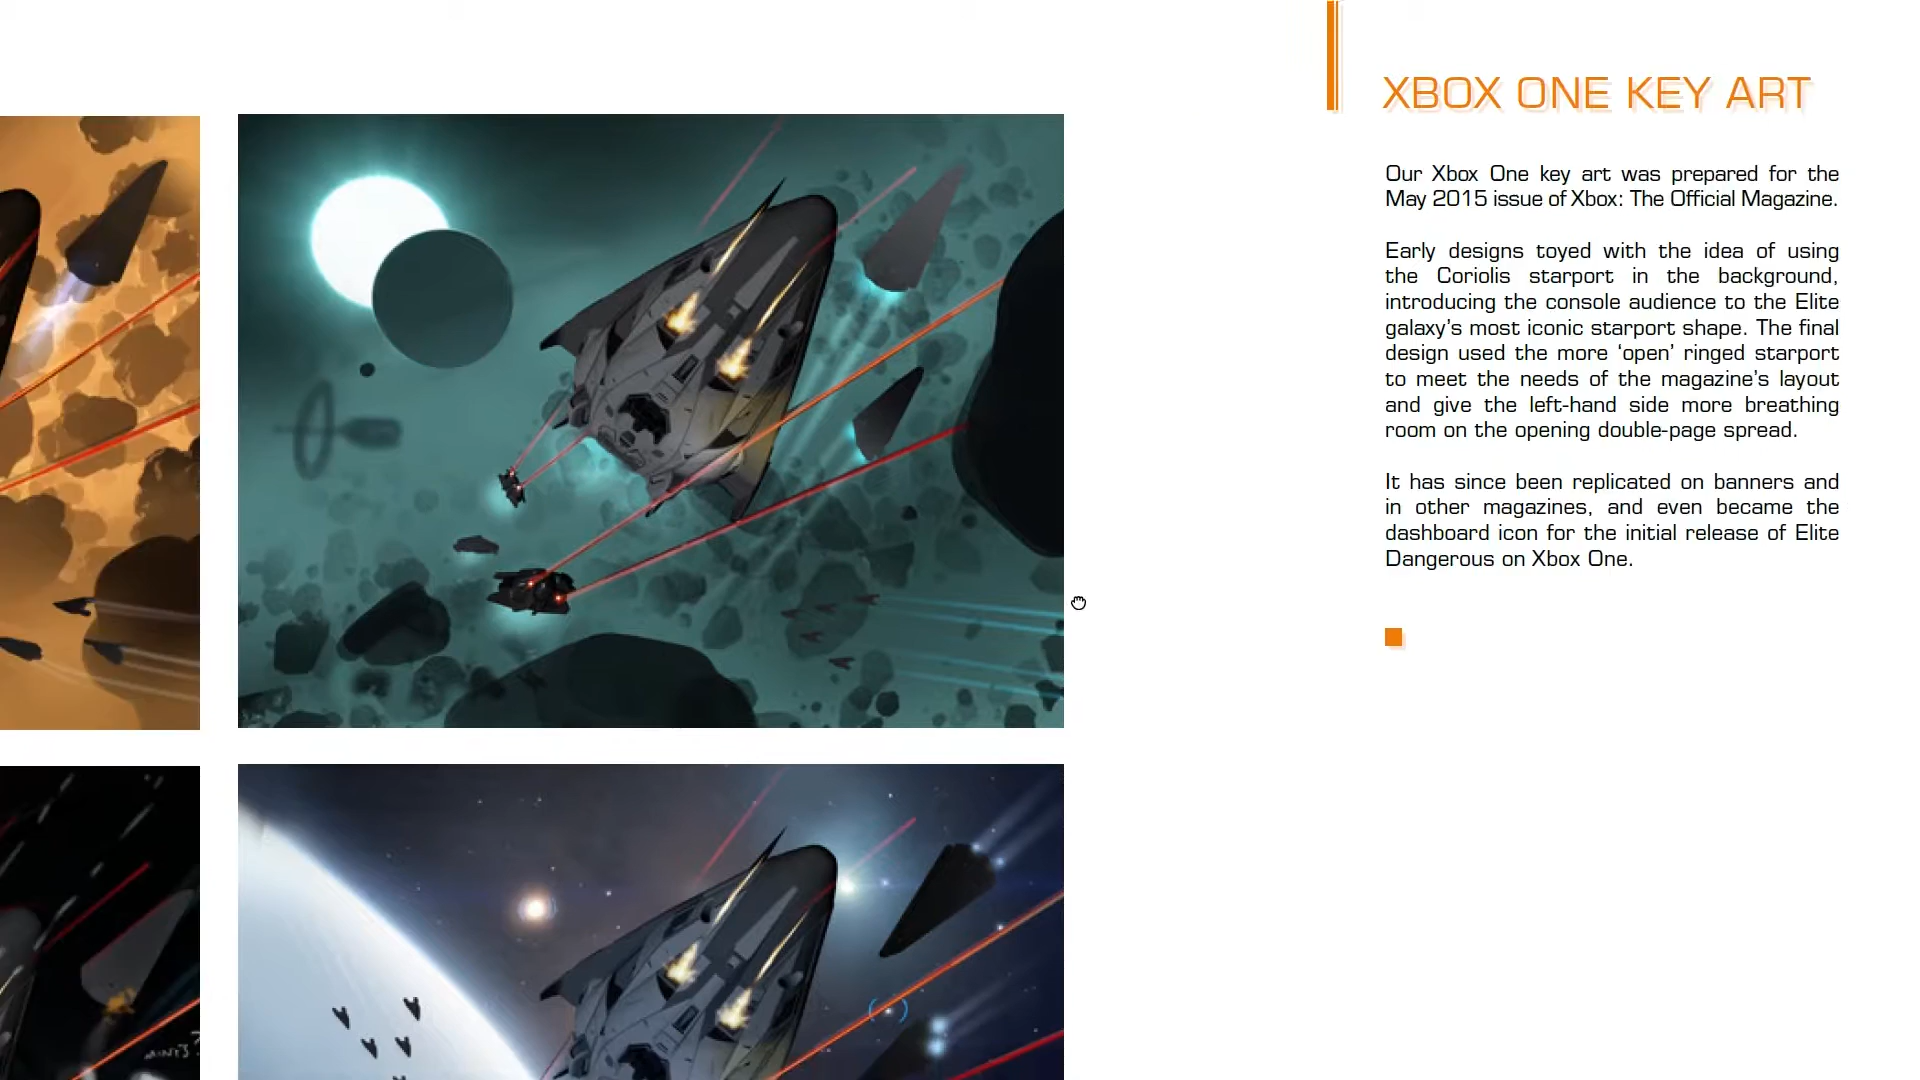 XBOX ONE KEY ART
Our Xbox One key art was prepared for the
May 2015 issue of Xbox: The Official Magazine.
Early designs toyed with the idea of using
the Coriolis starport in the background,
introducing the console audience to the Elite
galaxy’s most iconic starport shape. The final
design used the more ‘open’ ringed starport
to meet the needs of the magazine’s layout
and give the left-hand side more breathing
room on the opening double-page spread.
It has since been replicated on banners and
in other magazines, and even became the
dashboard icon for the initial release of Elite
Dangerous on Xbox One.